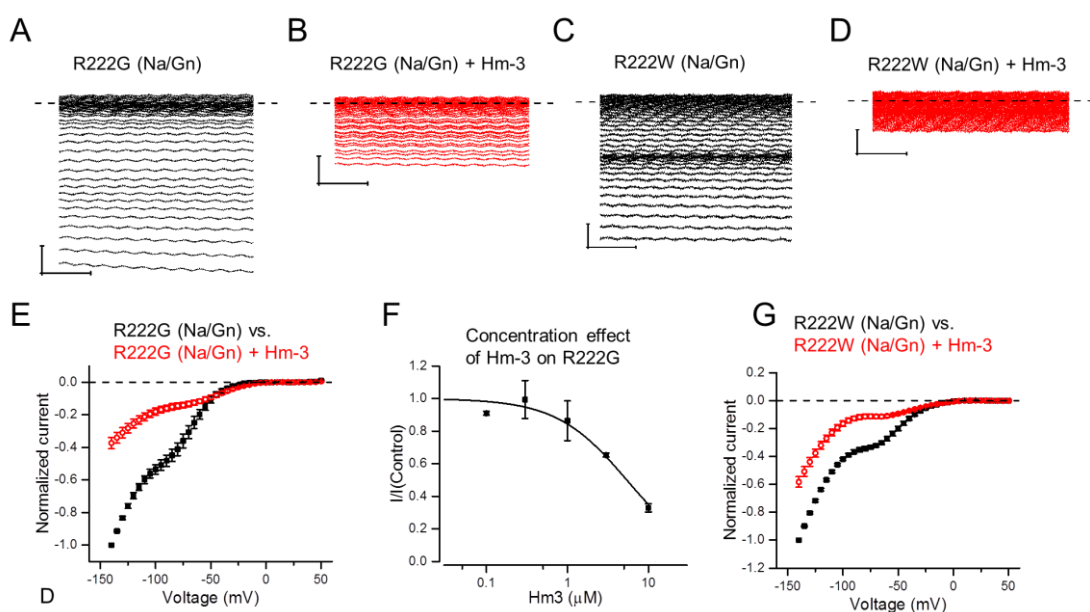 A
R222G (Na/Gn)
B
R222G (Na/Gn) + Hm-3
C
R222W (Na/Gn)
D
R222W (Na/Gn) + Hm-3
E
R222G (Na/Gn) vs.
R222G (Na/Gn) + Hm-3
0.0
-0.2
-0.4
-0.6
-0.8
-1.0
Normalized current
-150
-100
-50
0
50
Voltage (mV)
D
F
Concentration effect
of Hm-3 on R222G
1.2
1.0
0.8
0.6
0.4
0.2
0.0
I/I(Control)
0.1
1
10
Hm3 (μM)
G
R222W (Na/Gn) vs.
R222W (Na/Gn) + Hm-3
0.0
-0.2
-0.4
-0.6
-0.8
-1.0
-1.2
Normalized current
-150
-100
-50
0
50
Voltage (mV)